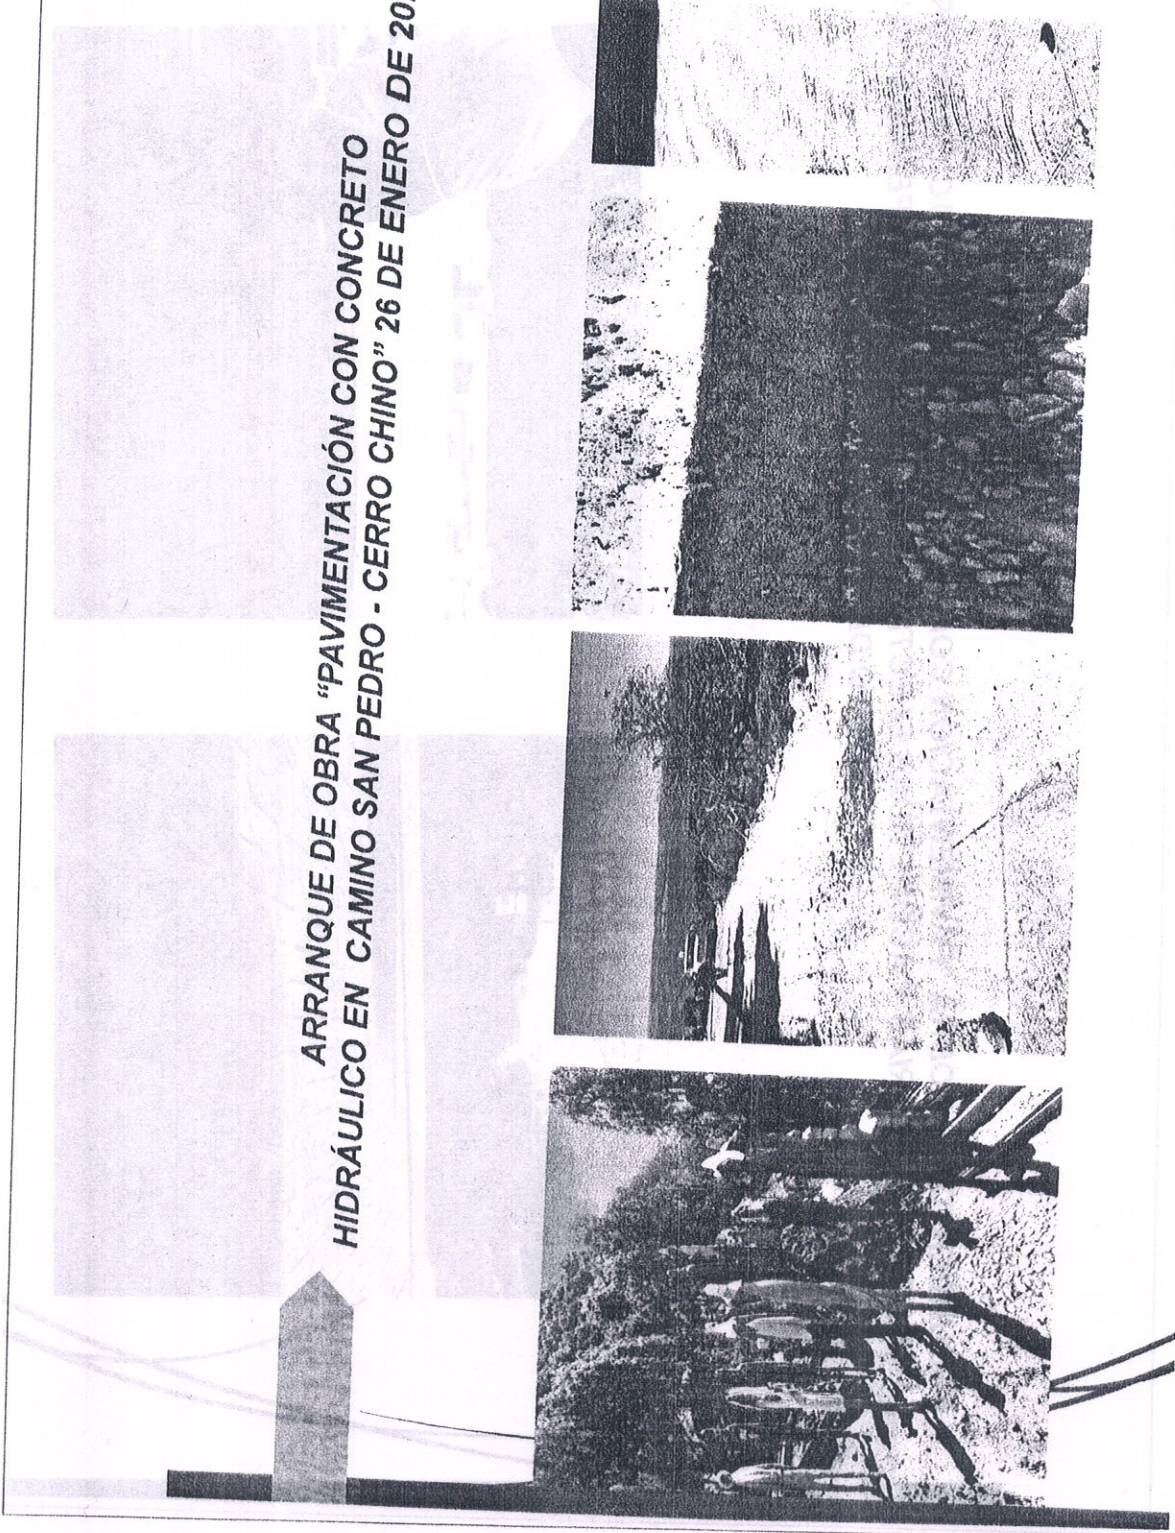 ARRANQUE DE OBRA “PAVIMENTACIÓN CON CONCRETO
HIDRÁULICO EN CAMINO SAN PEDRO - CERRO CHINO” 26 DE ENERO DE